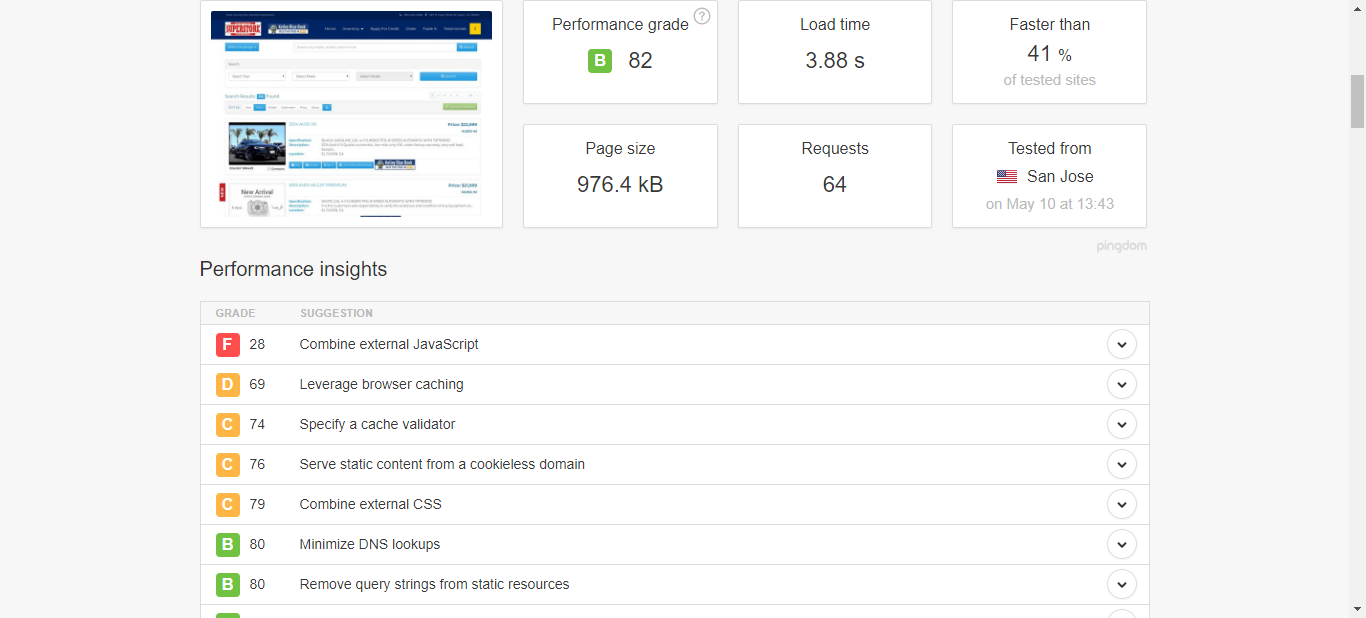 SUPERSTORE
Kelley Blue Book
Search Results
Found
New Arrival
Performance grade ?
B 82
Load time
3.88 s
Faster than
41 %
of tested sites
Page size
976.4 kB
Requests
64
Tested from
San Jose
on May 10 at 13:43
pingdom
Performance insights
GRADE SUGGESTION
F 28 Combine external JavaScript
D 69 Leverage browser caching
C 74 Specify a cache validator
C 76 Serve static content from a cookieless domain
C 79 Combine external CSS
B 80 Minimize DNS lookups
B 80 Remove query strings from static resources